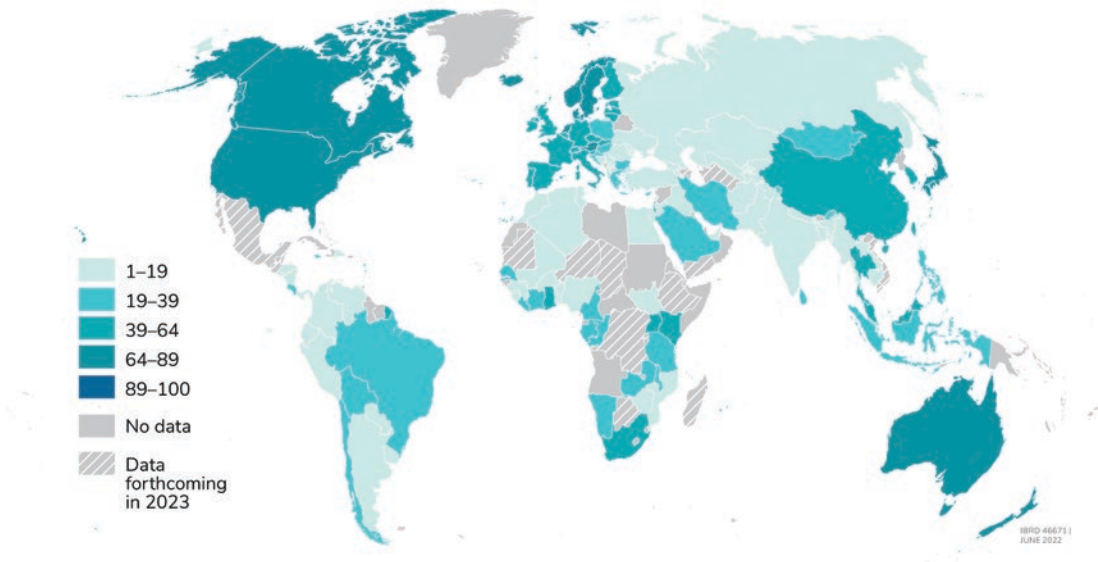 1–19
19–39
39–64
64–89
89–100
No data
Data
forthcoming
in 2023
IBRD 46671 |
JUNE 2022